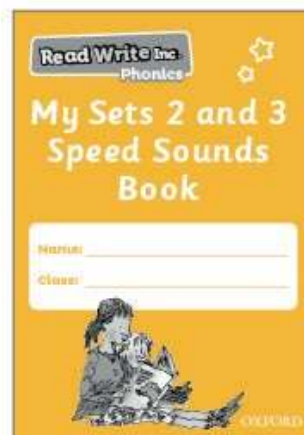 Read Write Inc.
Phonics
My Sets 2 and 3
Speed Sounds
Book
Name:
Class:
OXFORD